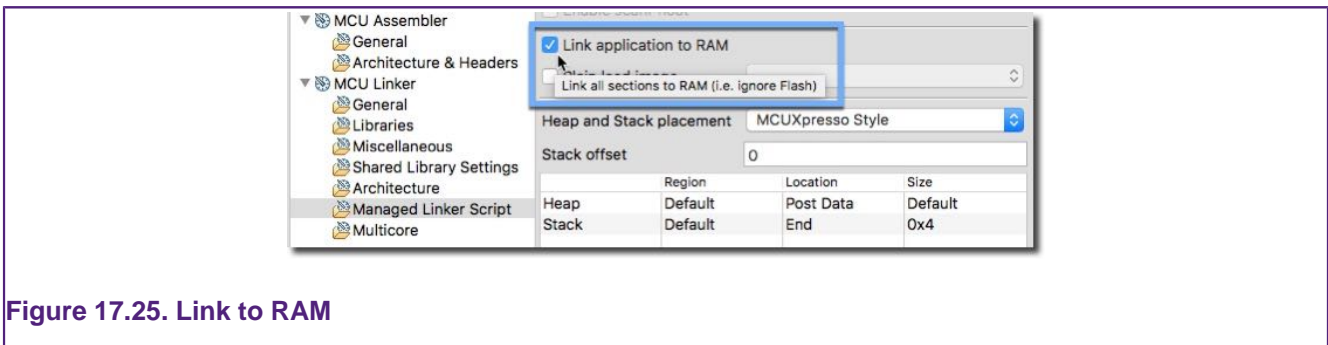 MCU Assembler
General
Architecture & Headers
MCU Linker
General
Libraries
Miscellaneous
Shared Library Settings
Architecture
Managed Linker Script
Multicore
Link application to RAM
Link all sections to RAM (i.e. ignore Flash)
Heap and Stack placement MCUXpresso Style
Stack offset 0
Region Location Size
Heap Default Post Data Default
Stack Default End 0x4
Figure 17.25. Link to RAM